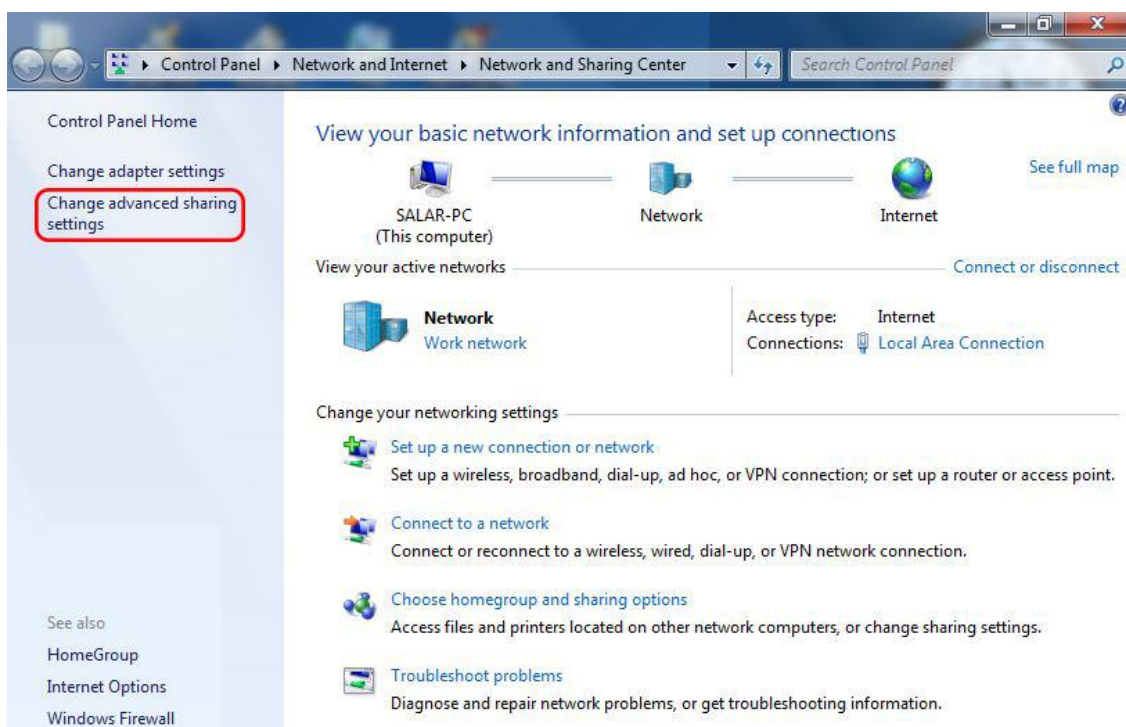 Control Panel ▸ Network and Internet ▸ Network and Sharing Center
Search Control Panel
Control Panel Home
Change adapter settings
Change advanced sharing
settings
See also
HomeGroup
Internet Options
Windows Firewall
View your basic network information and set up connections
See full map
SALAR-PC
(This computer)
Network
Internet
View your active networks
Connect or disconnect
Network
Work network
Access type: Internet
Connections: Local Area Connection
Change your networking settings
Set up a new connection or network
Set up a wireless, broadband, dial-up, ad hoc, or VPN connection; or set up a router or access point.
Connect to a network
Connect or reconnect to a wireless, wired, dial-up, or VPN network connection.
Choose homegroup and sharing options
Access files and printers located on other network computers, or change sharing settings.
Troubleshoot problems
Diagnose and repair network problems, or get troubleshooting information.